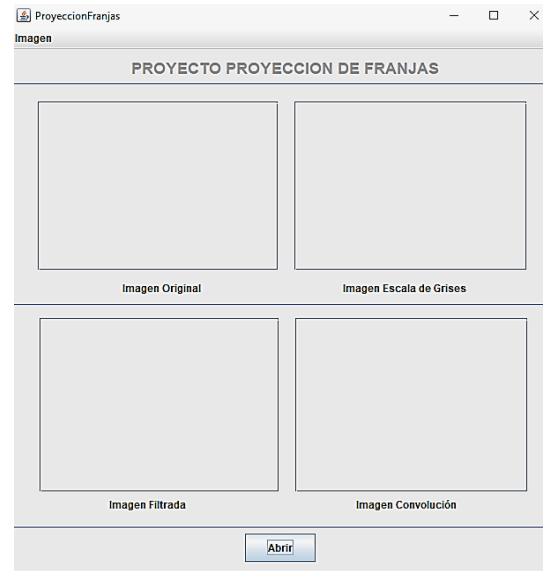 ProyeccionFranjas
Imagen
PROYECTO PROYECCION DE FRANJAS
Imagen Original
Imagen Escala de Grises
Imagen Filtrada
Imagen Convolución
Abrir